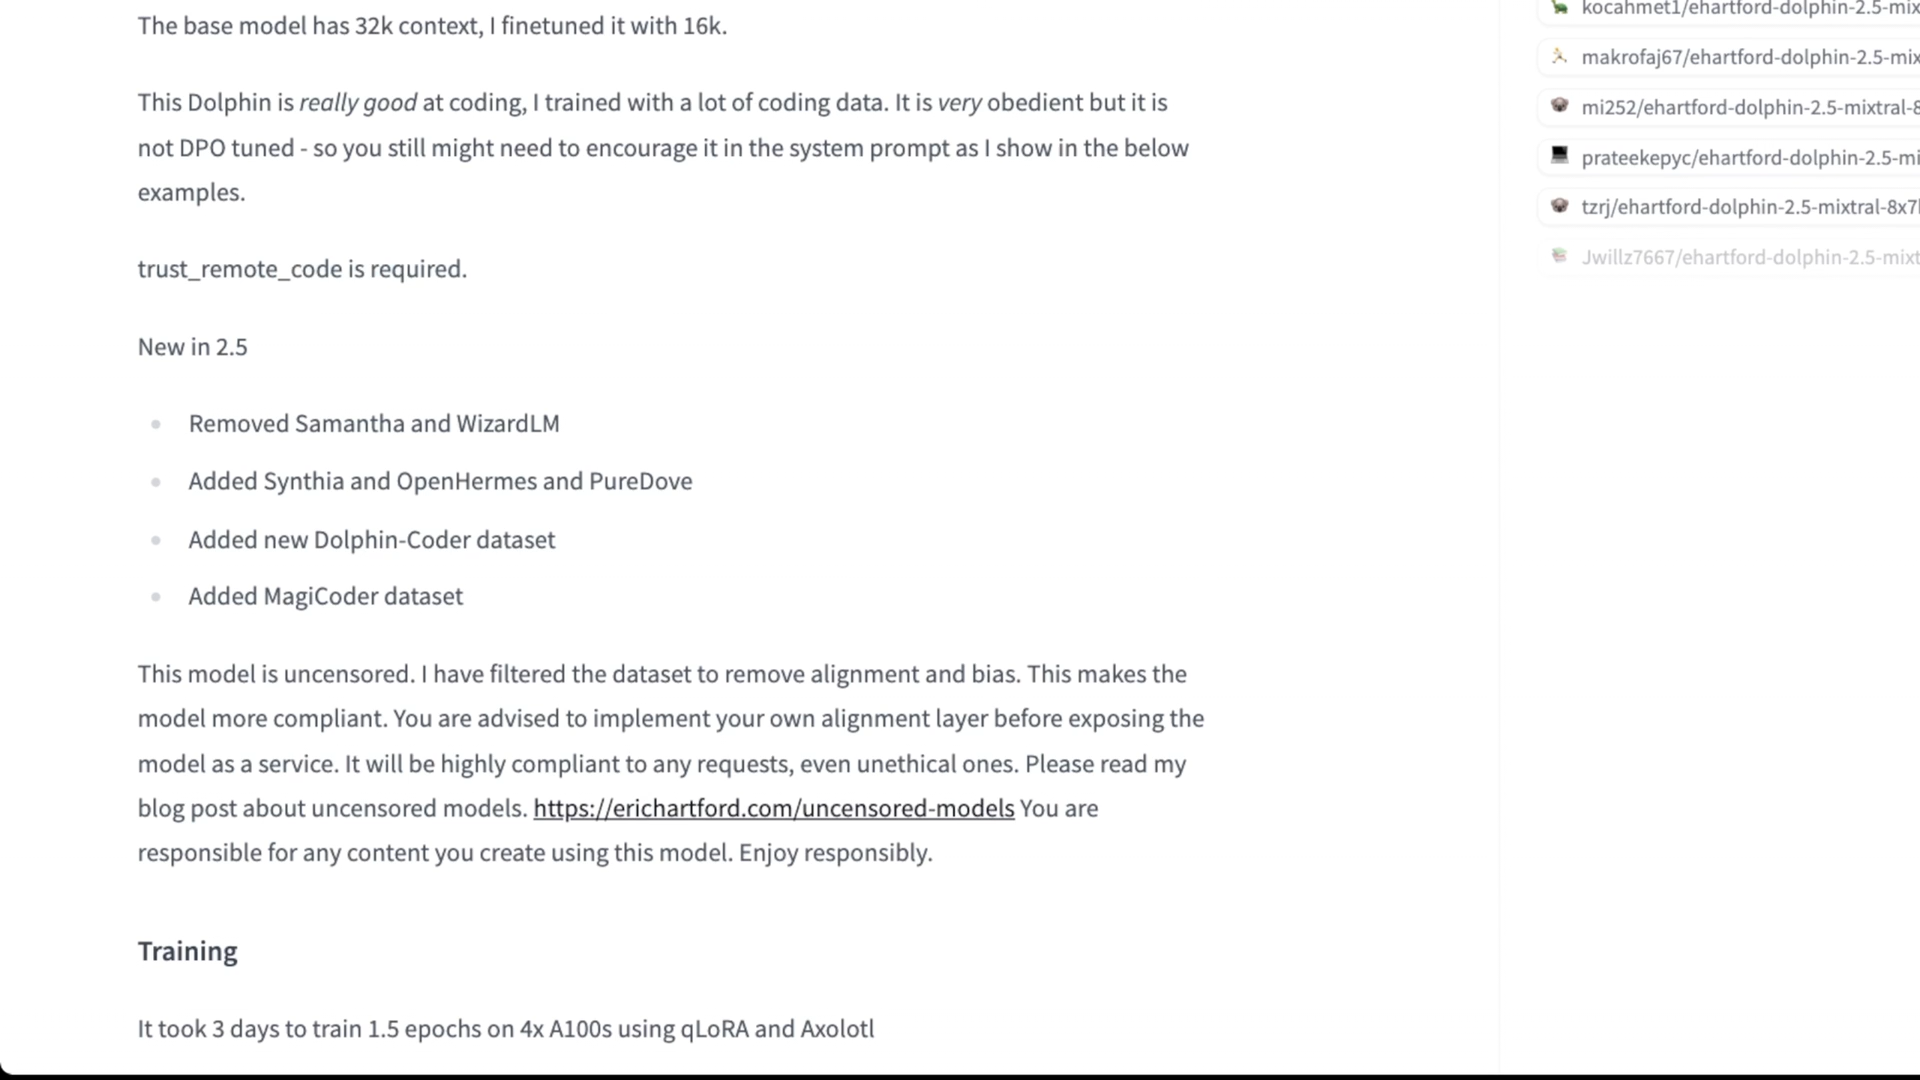 The base model has 32k context, I finetuned it with 16k.
This Dolphin is really good at coding, I trained with a lot of coding data. It is very obedient but it is
not DPO tuned - so you still might need to encourage it in the system prompt as I show in the below
examples.
trust_remote_code is required.
New in 2.5
Removed Samantha and WizardLM
Added Synthia and OpenHermes and PureDove
Added new Dolphin-Coder dataset
Added MagiCoder dataset
This model is uncensored. I have filtered the dataset to remove alignment and bias. This makes the
model more compliant. You are advised to implement your own alignment layer before exposing the
model as a service. It will be highly compliant to any requests, even unethical ones. Please read my
blog post about uncensored models. https://erichartford.com/uncensored-models You are
responsible for any content you create using this model. Enjoy responsibly.
Training
It took 3 days to train 1.5 epochs on 4x A100s using qLoRA and Axolotl
kocahmet1/ehartford-dolphin-2.5-mix
makrofaj67/ehartford-dolphin-2.5-mix
mi252/ehartford-dolphin-2.5-mixtral-8
prateekepyc/ehartford-dolphin-2.5-mi
tzrj/ehartford-dolphin-2.5-mixtral-8x7
Jwillz7667/ehartford-dolphin-2.5-mixt